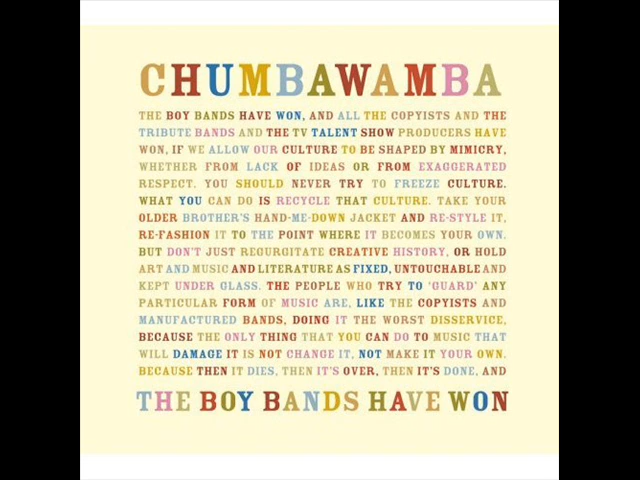 CHUMBAWAMBA
THE BOY BANDS HAVE WON, AND ALL THE COPYISTS AND THE
TRIBUTE BANDS AND THE TV TALENT SHOW PRODUCERS HAVE
WON, IF WE ALLOW OUR CULTURE TO BE SHAPED BY MIMICRY,
WHETHER FROM LACK OF IDEAS OR FROM EXAGGERATED
RESPECT. YOU SHOULD NEVER TRY TO FREEZE CULTURE.
WHAT YOU CAN DO IS RECYCLE THAT CULTURE. TAKE YOUR
OLDER BROTHER'S HAND-ME-DOWN JACKET AND RE-STYLE IT,
RE-FASHION IT TO THE POINT WHERE IT BECOMES YOUR OWN.
BUT DON'T JUST REGURGITATE CREATIVE HISTORY, OR HOLD
ART AND MUSIC AND LITERATURE AS FIXED, UNTOUCHABLE AND
KEPT UNDER GLASS. THE PEOPLE WHO TRY TO 'GUARD' ANY
PARTICULAR FORM OF MUSIC ARE, LIKE THE COPYISTS AND
MANUFACTURED BANDS, DOING IT THE WORST DISSERVICE,
BECAUSE THE ONLY THING THAT YOU CAN DO TO MUSIC THAT
WILL DAMAGE IT IS NOT CHANGE IT, NOT MAKE IT YOUR OWN.
BECAUSE THEN IT DIES, THEN IT'S OVER, THEN IT'S DONE, AND
THE BOY BANDS HAVE WON